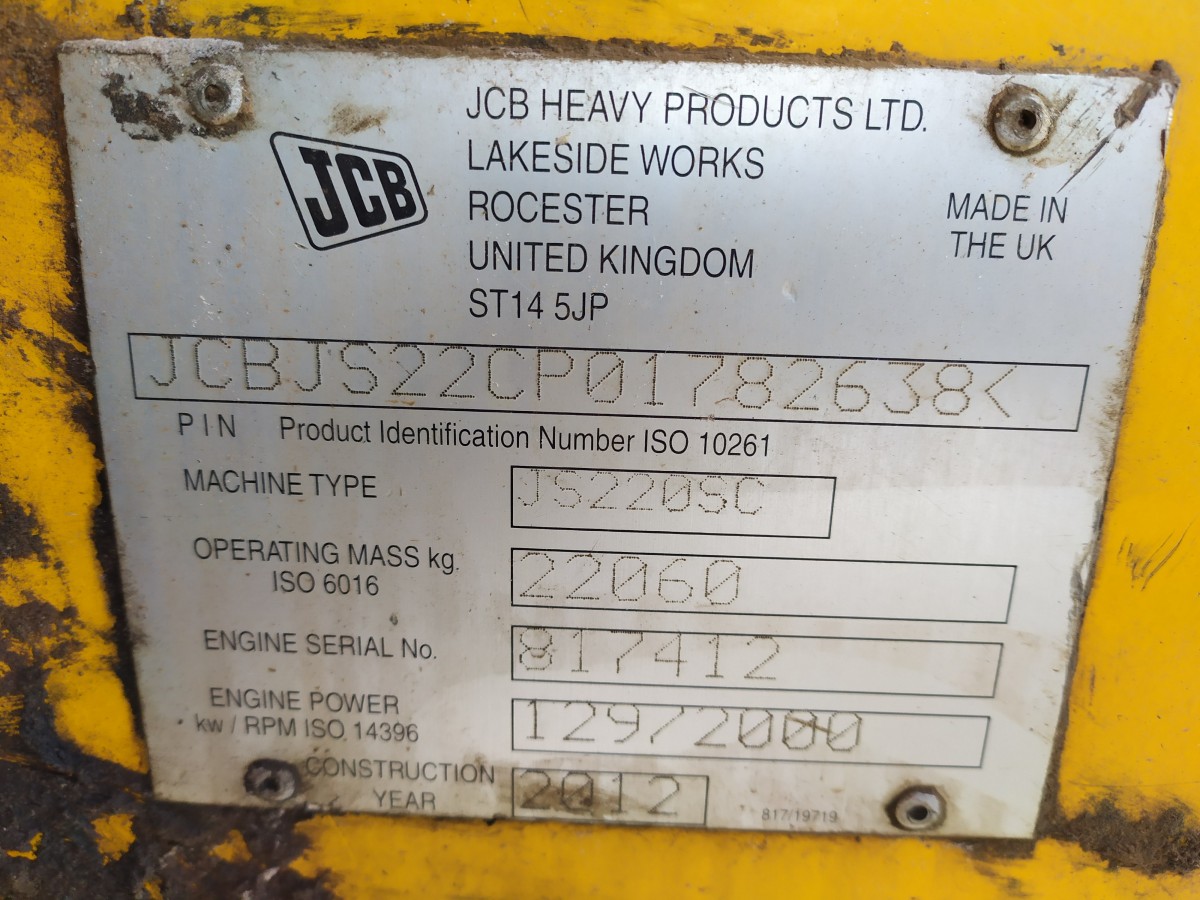 JCB
JCB HEAVY PRODUCTS LTD.
LAKESIDE WORKS
ROCESTER
UNITED KINGDOM
ST14 5JP
MADE IN
THE UK
JCBJS22CP01782638<
PIN Product Identification Number ISO 10261
MACHINE TYPE JS220SC
OPERATING MASS kg.
ISO 6016
22060
ENGINE SERIAL No. 817412
ENGINE POWER
kw / RPM ISO 14396
129/2000
CONSTRUCTION
YEAR
2012
817/19719